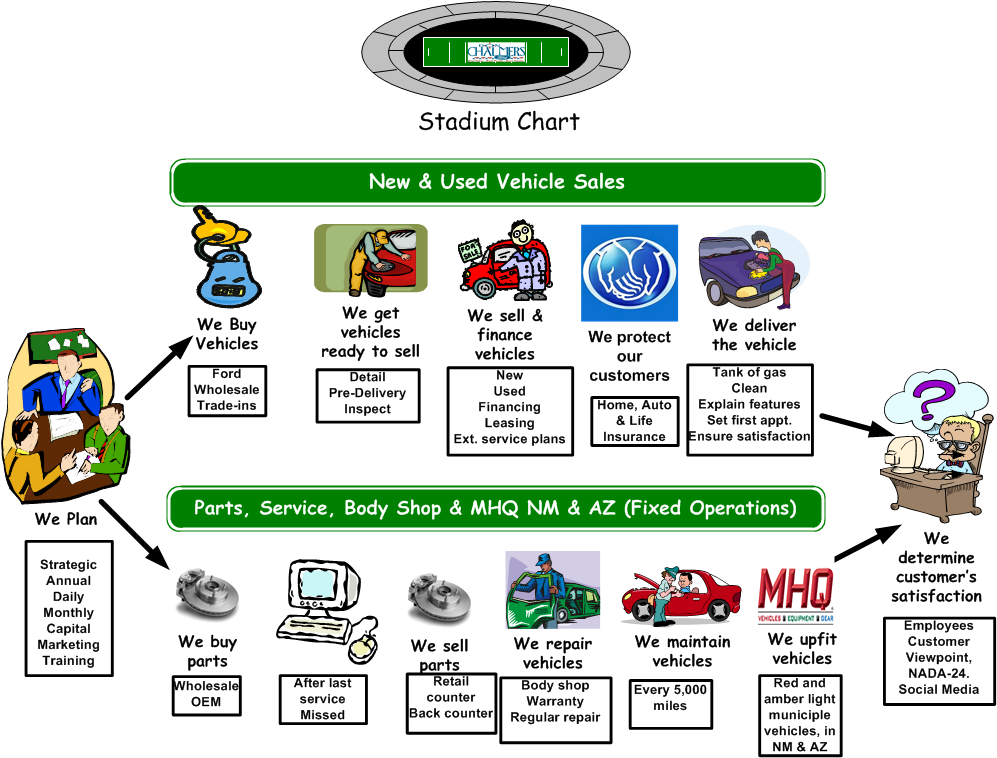 CHALMERS
Stadium Chart
New & Used Vehicle Sales
FOR
SALE
We Buy
Vehicles
We get
vehicles
ready to sell
We sell &
finance
vehicles
We protect
our
customers
We deliver
the vehicle
Ford
Wholesale
Trade-ins
Detail
Pre-Delivery
Inspect
New
Used
Financing
Leasing
Ext. service plans
Home, Auto
& Life
Insurance
Tank of gas
Clean
Explain features
Set first appt.
Ensure satisfaction
?
We Plan
Strategic
Annual
Daily
Monthly
Capital
Marketing
Training
Parts, Service, Body Shop & MHQ NM & AZ (Fixed Operations)
We buy
parts
Wholesale
OEM
After last
service
Missed
We sell
parts
Retail
counter
Back counter
We repair
vehicles
Body shop
Warranty
Regular repair
We maintain
vehicles
Every 5,000
miles
MHQ
VEHICLES EQUIPMENT GEAR
We upfit
vehicles
Red and
amber light
municiple
vehicles, in
NM & AZ
We
determine
customer's
satisfaction
Employees
Customer
Viewpoint,
NADA-24.
Social Media